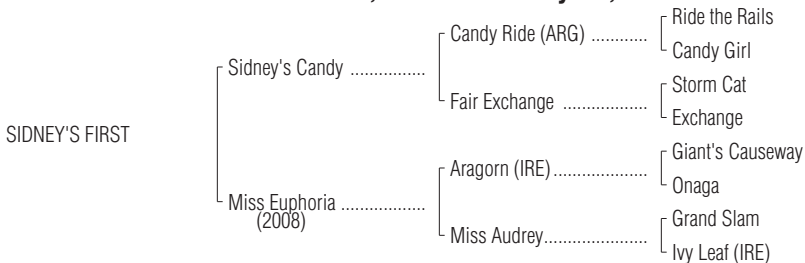 Ride the Rails
Candy Ride (ARG) ............
Candy Girl
Sidney's Candy ................
Storm Cat
Fair Exchange .................
Exchange
SIDNEY'S FIRST
Giant's Causeway
Aragorn (IRE)....................
Onaga
Miss Euphoria .................
(2008)
Grand Slam
Miss Audrey......................
Ivy Leaf (IRE)